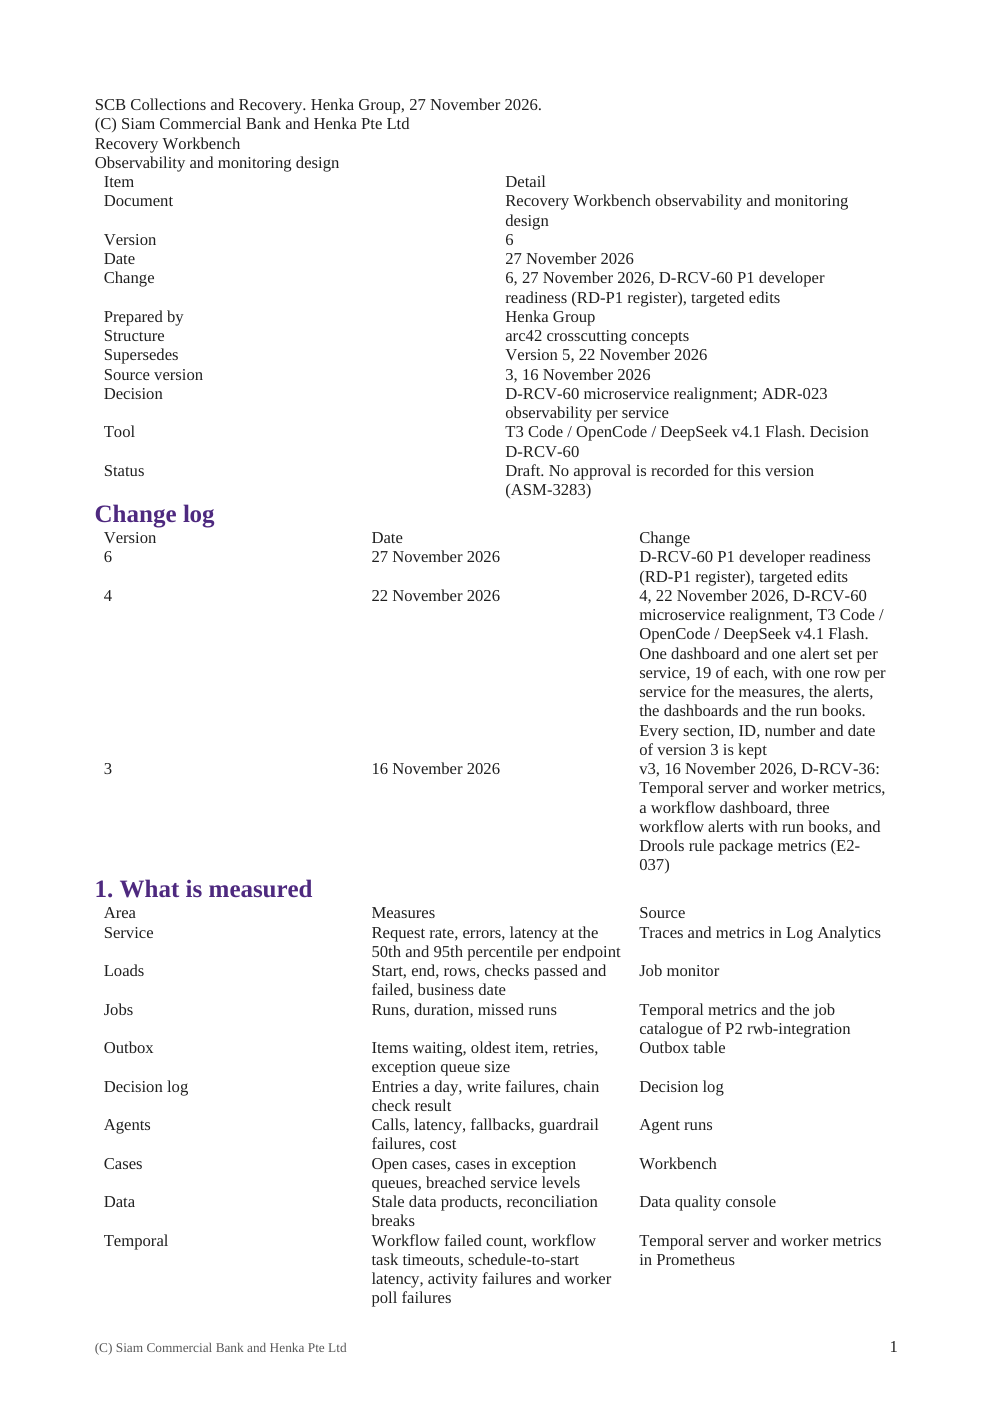 SCB Collections and Recovery. Henka Group, 27 November 2026.
(C) Siam Commercial Bank and Henka Pte Ltd
Recovery Workbench
Observability and monitoring design
Item Detail
Document Recovery Workbench observability and monitoring
design
Version 6
Date 27 November 2026
Change 6, 27 November 2026, D-RCV-60 P1 developer
readiness (RD-P1 register), targeted edits
Prepared by Henka Group
Structure arc42 crosscutting concepts
Supersedes Version 5, 22 November 2026
Source version 3, 16 November 2026
Decision D-RCV-60 microservice realignment; ADR-023
observability per service
Tool T3 Code / OpenCode / DeepSeek v4.1 Flash. Decision
D-RCV-60
Status Draft. No approval is recorded for this version
(ASM-3283)
Change log
Version Date Change
6 27 November 2026 D-RCV-60 P1 developer readiness
(RD-P1 register), targeted edits
4 22 November 2026 4, 22 November 2026, D-RCV-60
microservice realignment, T3 Code /
OpenCode / DeepSeek v4.1 Flash.
One dashboard and one alert set per
service, 19 of each, with one row per
service for the measures, the alerts,
the dashboards and the run books.
Every section, ID, number and date
of version 3 is kept
3 16 November 2026 v3, 16 November 2026, D-RCV-36:
Temporal server and worker metrics,
a workflow dashboard, three
workflow alerts with run books, and
Drools rule package metrics (E2-
037)
1. What is measured
Area Measures Source
Service Request rate, errors, latency at the Traces and metrics in Log Analytics
50th and 95th percentile per endpoint
Loads Start, end, rows, checks passed and Job monitor
failed, business date
Jobs Runs, duration, missed runs Temporal metrics and the job
catalogue of P2 rwb-integration
Outbox Items waiting, oldest item, retries, Outbox table
exception queue size
Decision log Entries a day, write failures, chain Decision log
check result
Agents Calls, latency, fallbacks, guardrail Agent runs
failures, cost
Cases Open cases, cases in exception Workbench
queues, breached service levels
Data Stale data products, reconciliation Data quality console
breaks
Temporal Workflow failed count, workflow Temporal server and worker metrics
task timeouts, schedule-to-start in Prometheus
latency, activity failures and worker
poll failures
(C) Siam Commercial Bank and Henka Pte Ltd 1